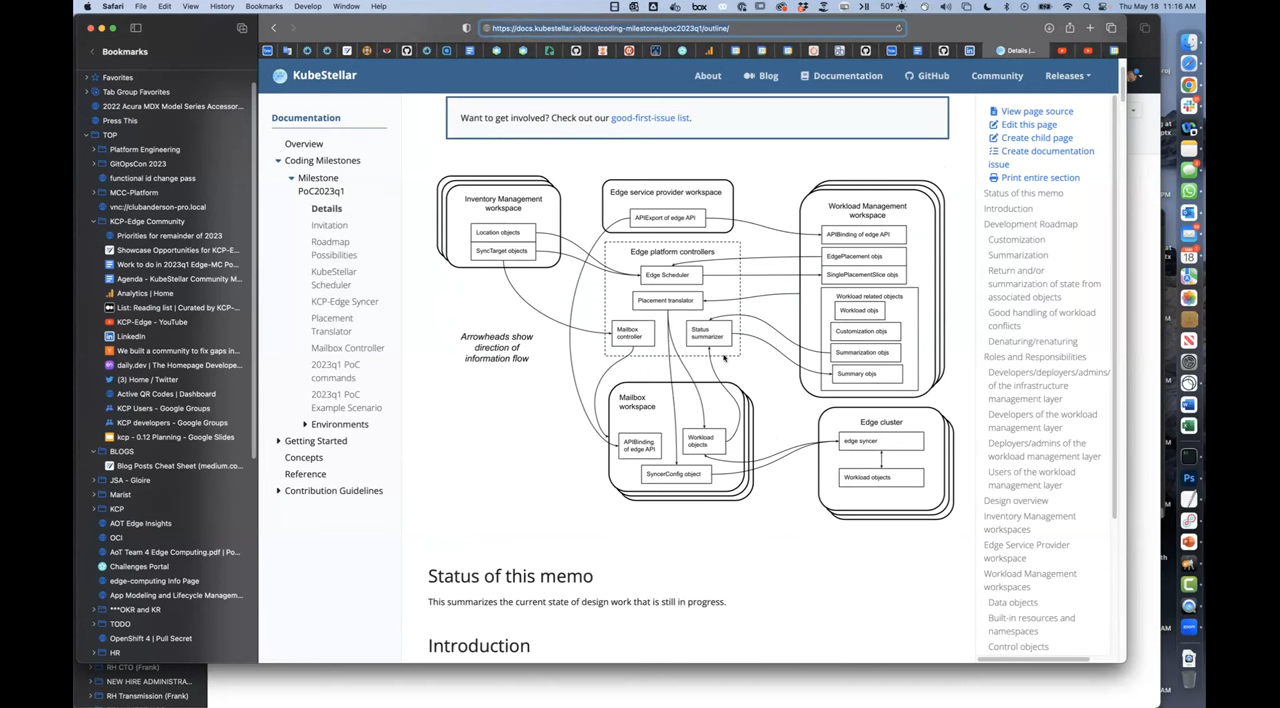 Safari File Edit View History Bookmarks Develop Window Help
box
50°
Thu May 18 11:16 AM
https://docs.kubestellar.io/docs/coding-milestones/poc2023q1/outline/
Details |...
Bookmarks
Favorites
Tab Group Favorites
2022 Acura MDX Model Series Accessor...
Press This
TOP
Platform Engineering
GitOpsCon 2023
functional id change pass
MCC-Platform
vnc://clubanderson-pro.local
KCP-Edge Community
Priorities for remainder of 2023
Showcase Opportunities for KCP-E...
Work to do in 2023q1 Edge-MC Po...
Agenda - KubeStellar Community M...
Analytics | Home
List: Reading list | Curated by KCP-...
KCP-Edge - YouTube
LinkedIn
We built a community to fix gaps in...
daily.dev | The Homepage Develope...
(3) Home / Twitter
Active QR Codes | Dashboard
KCP Users - Google Groups
KCP developers - Google Groups
kcp - 0.12 Planning - Google Slides
BLOGS
Blog Posts Cheat Sheet (medium.co...
JSA - Gloire
Marist
KCP
AOT Edge Insights
OCI
AoT Team 4 Edge Computing.pdf | Po...
Challenges Portal
edge-computing Info Page
App Modeling and Lifecycle Managem...
***OKR and KR
TODO
OpenShift 4 | Pull Secret
HR
RH CTO (Frank)
NEW HIRE ADMINISTRA...
RH Transmission (Frank)
KubeStellar
About
Blog
Documentation
GitHub
Community
Releases
Documentation
Overview
Coding Milestones
Milestone
PoC2023q1
Details
Invitation
Roadmap
Possibilities
KubeStellar
Scheduler
KCP-Edge Syncer
Placement
Translator
Mailbox Controller
2023q1 PoC
commands
2023q1 PoC
Example Scenario
Environments
Getting Started
Concepts
Reference
Contribution Guidelines
Want to get involved? Check out our good-first-issue list.
Inventory Management
workspace
Location objects
SyncTarget objects
Edge service provider workspace
APIExport of edge API
Edge platform controllers
Edge Scheduler
Placement translator
Mailbox
controller
Status
summarizer
Arrowheads show
direction of
information flow
Workload Management
workspace
APIBinding of edge API
EdgePlacement objs
SinglePlacementSlice objs
Workload related objects
Workload objs
Customization objs
Summarization objs
Summary objs
Mailbox
workspace
APIBinding
of edge API
Workload
objects
SyncerConfig object
Edge cluster
edge syncer
Workload objects
Status of this memo
This summarizes the current state of design work that is still in progress.
Introduction
View page source
Edit this page
Create child page
Create documentation
issue
Print entire section
Status of this memo
Introduction
Development Roadmap
Customization
Summarization
Return and/or
summarization of state from
associated objects
Good handling of workload
conflicts
Denaturing/renaturing
Roles and Responsibilities
Developers/deployers/admins/
of the infrastructure
management layer
Developers of the workload
management layer
Deployers/admins of the
workload management layer
Users of the workload
management layer
Design overview
Inventory Management
workspaces
Edge Service Provider
workspace
Workload Management
workspaces
Data objects
Built-in resources and
namespaces
Control objects